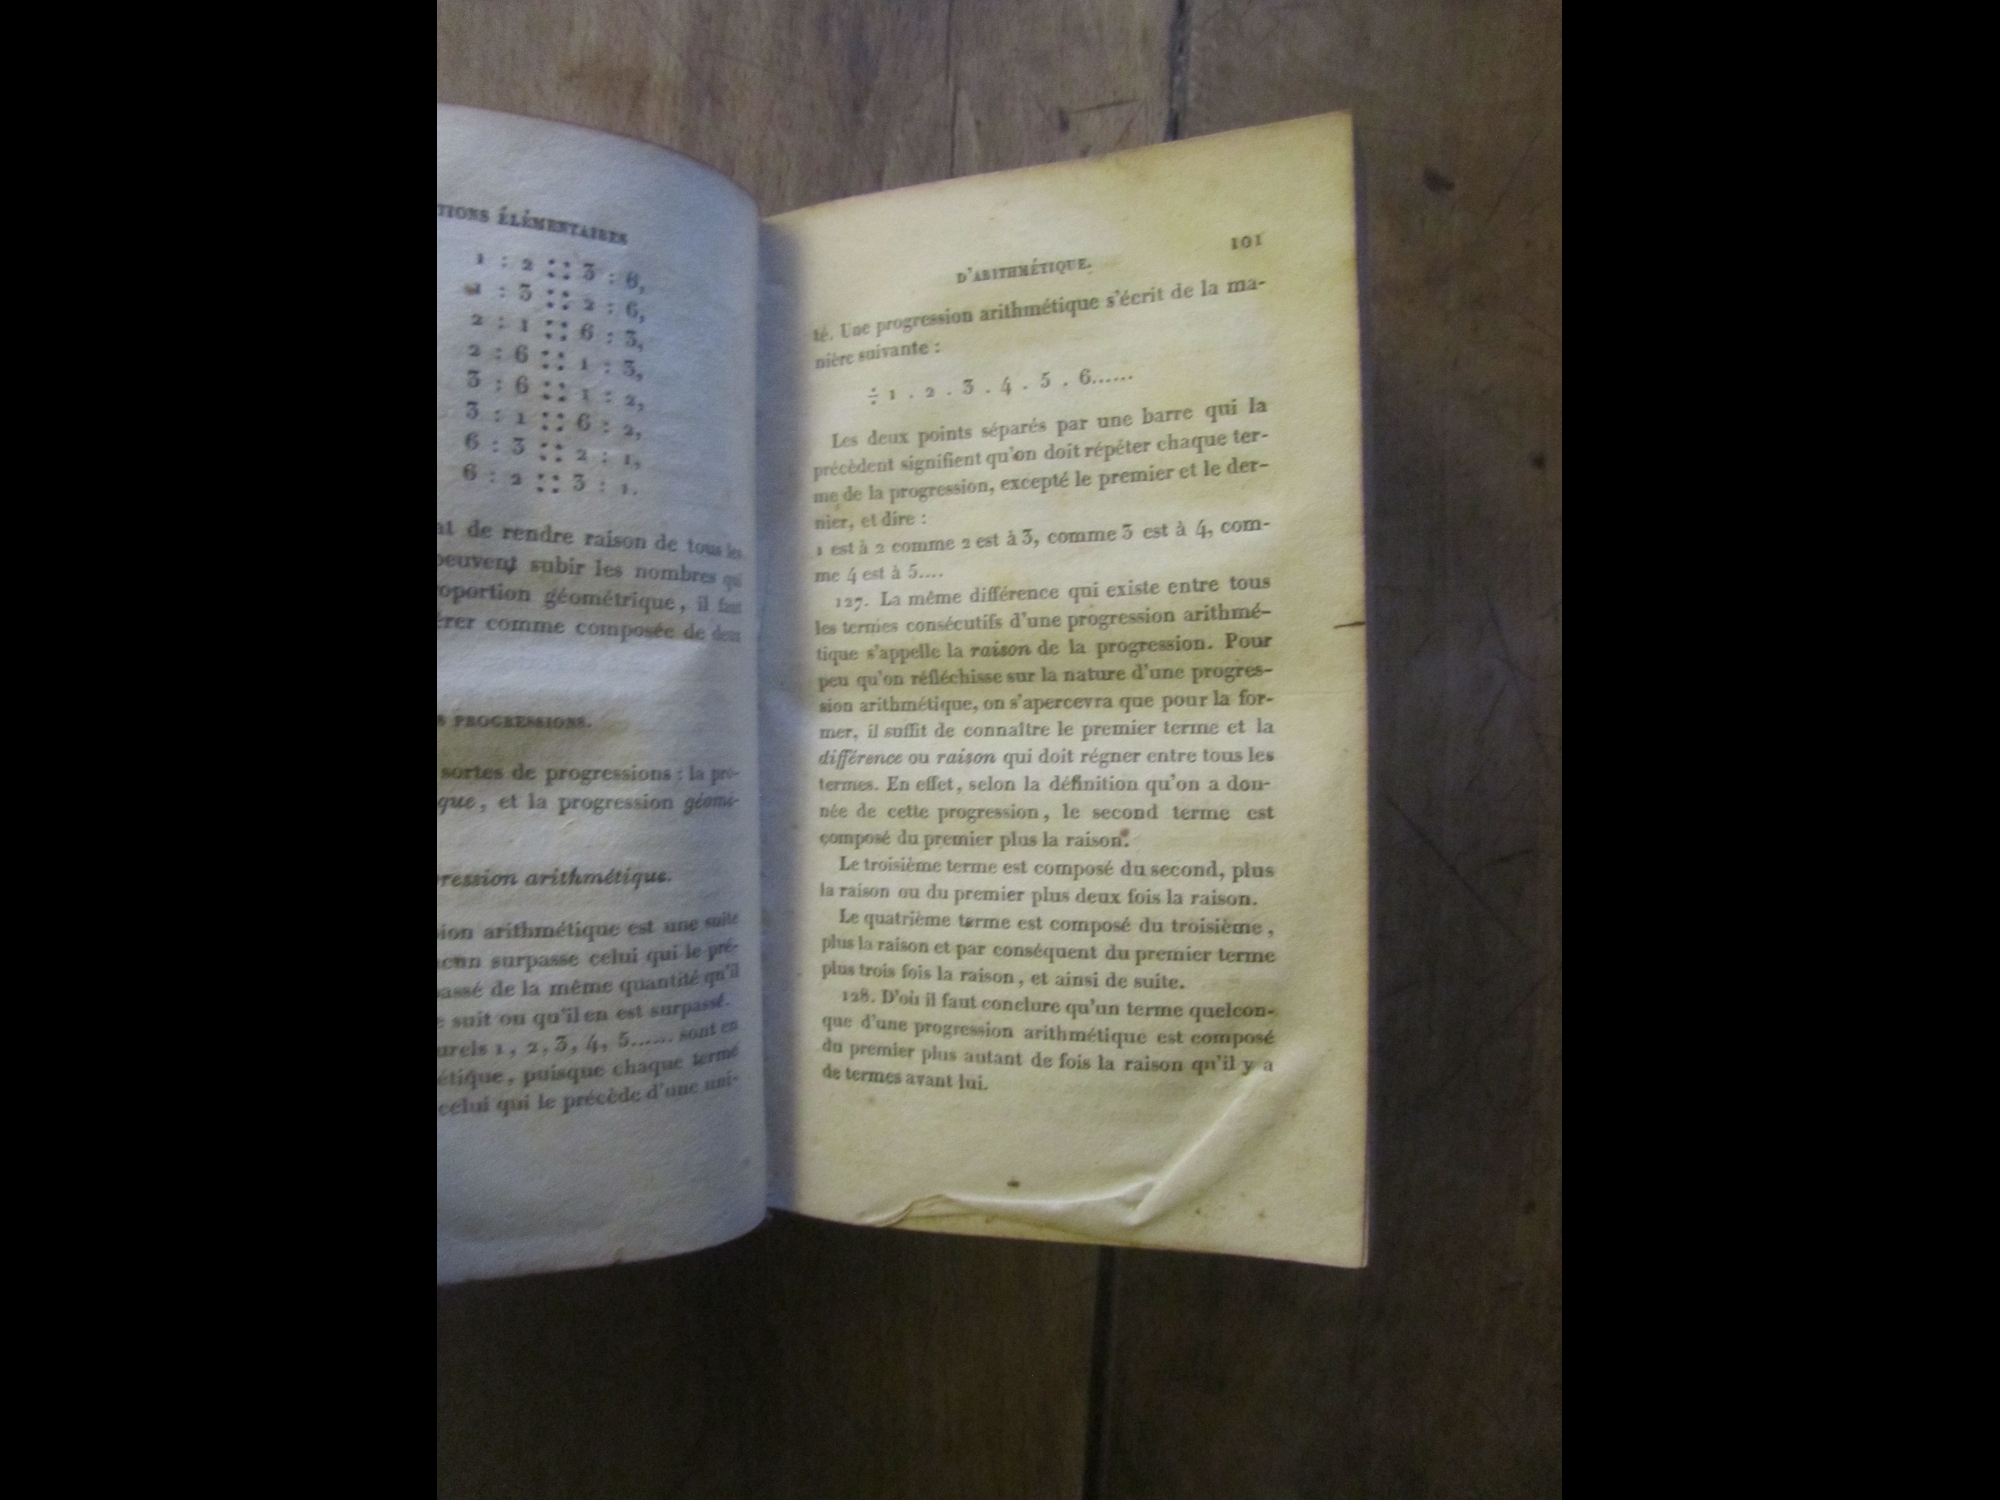 TIONS ÉLÉMENTAIRES
1 : 2 :: 3 : 6,
1 : 3 :: 2 : 6,
2 : 1 :: 6 : 3,
2 : 6 :: 1 : 3,
3 : 6 :: 1 : 2,
3 : 1 :: 6 : 2,
6 : 3 :: 2 : 1,
6 : 2 :: 3 : 1.
de rendre raison de tous les
peuvent subir les nombres qui
oportion géométrique, il faut
érer comme composée de deux
PROGRESSIONS.
sortes de progressions : la pro-
que, et la progression géomé-
ression arithmétique.
ion arithmétique est une suite
cun surpasse celui qui le pré-
assé de la même quantité qu'il
suit ou qu'il en est surpassé.
urels 1, 2, 3, 4, 5...... sont en
étique, puisque chaque terme
celui qui le précède d'une uni-
101
D'ARITHMÉTIQUE.
té. Une progression arithmétique s'écrit de la ma-
nière suivante :
÷ 1 . 2 . 3 . 4 . 5 . 6......
Les deux points séparés par une barre qui la
précèdent signifient qu'on doit répéter chaque ter-
me de la progression, excepté le premier et le der-
nier, et dire :
1 est à 2 comme 2 est à 3, comme 3 est à 4, com-
me 4 est à 5....
127. La même différence qui existe entre tous
les termes consécutifs d'une progression arithmé-
tique s'appelle la raison de la progression. Pour
peu qu'on réfléchisse sur la nature d'une progres-
sion arithmétique, on s'apercevra que pour la for-
mer, il suffit de connaître le premier terme et la
différence ou raison qui doit régner entre tous les
termes. En effet, selon la définition qu'on a don-
née de cette progression, le second terme est
composé du premier plus la raison.
Le troisième terme est composé du second, plus
la raison ou du premier plus deux fois la raison.
Le quatrième terme est composé du troisième,
plus la raison et par conséquent du premier terme
plus trois fois la raison, et ainsi de suite.
128. D'où il faut conclure qu'un terme quelcon-
que d'une progression arithmétique est composé
du premier plus autant de fois la raison qu'il y a
de termes avant lui.